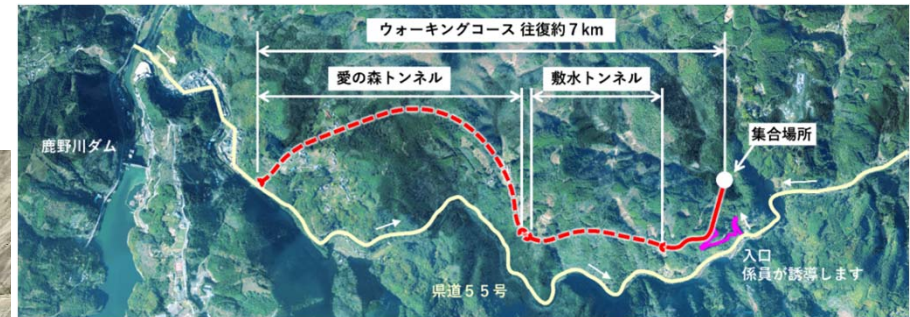 ウォーキングコース 往復約７km
愛の森トンネル
敷水トンネル
集合場所
鹿野川ダム
入口
係員が誘導します
県道５５号